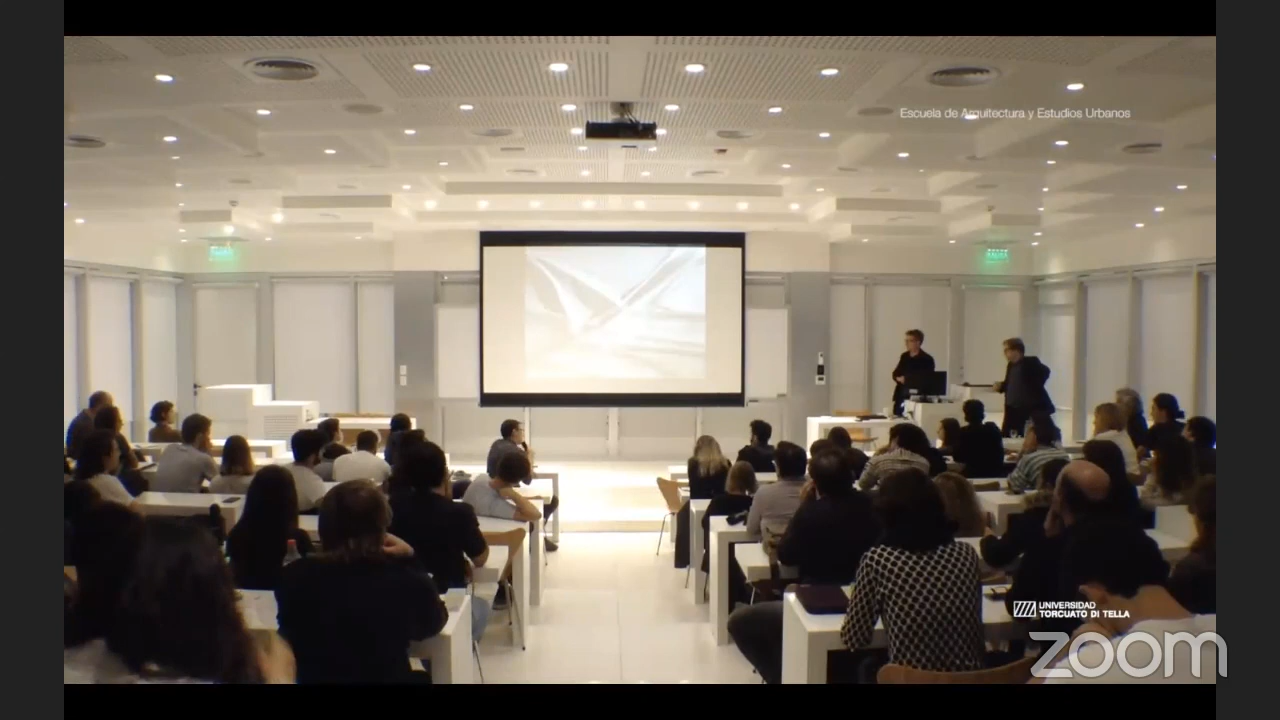 Escuela de Arquitectura y Estudios Urbanos
UNIVERSIDAD
TORCUATO DI TELLA
zoom